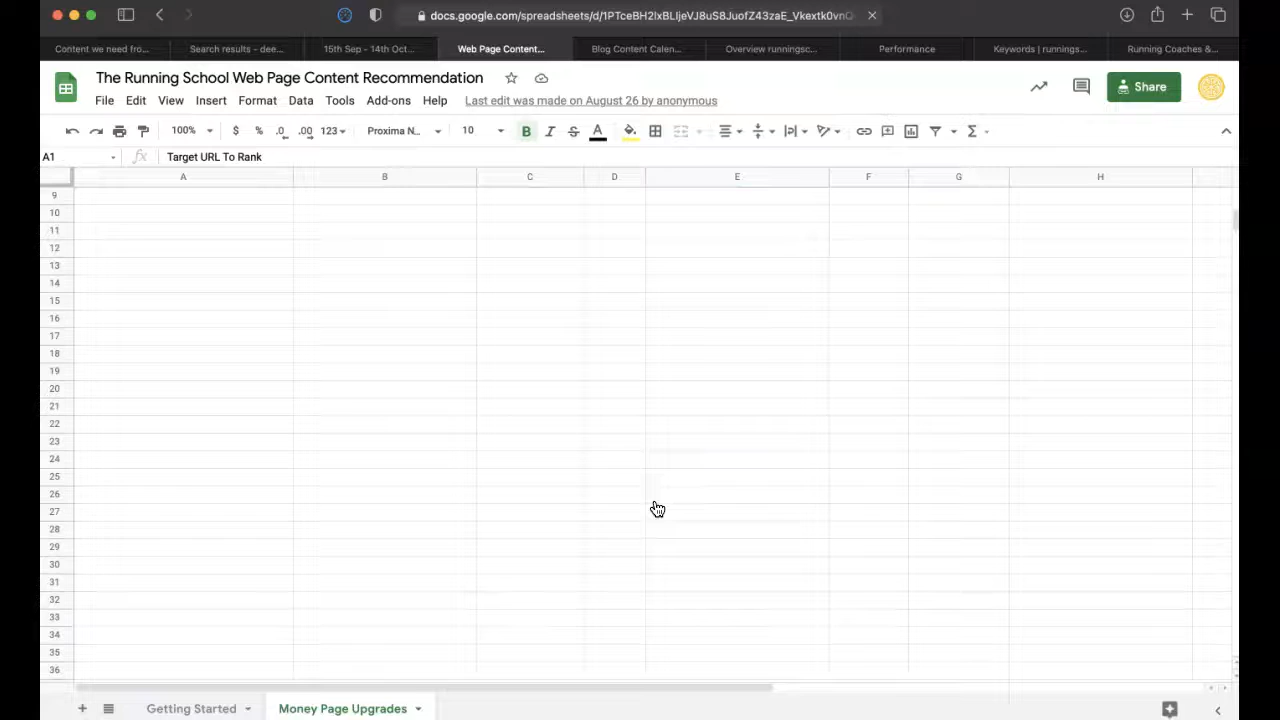 docs.google.com/spreadsheets/d/1PTceBH2IxBLIjeVJ8uS8JuofZ43zaE_Vkextk0vnQ
Content we need fro...
Search results - dee...
15th Sep - 14th Oct...
Web Page Content...
Blog Content Calen...
Overview runningsc...
Performance
Keywords | runnings...
Running Coaches &...
The Running School Web Page Content Recommendation
File Edit View Insert Format Data Tools Add-ons Help Last edit was made on August 26 by anonymous
Share
100% $ % .0 .00 123 Proxima N... 10 B I S A
A1 fx Target URL To Rank
A B C D E F G H
9
10
11
12
13
14
15
16
17
18
19
20
21
22
23
24
25
26
27
28
29
30
31
32
33
34
35
36
Getting Started Money Page Upgrades